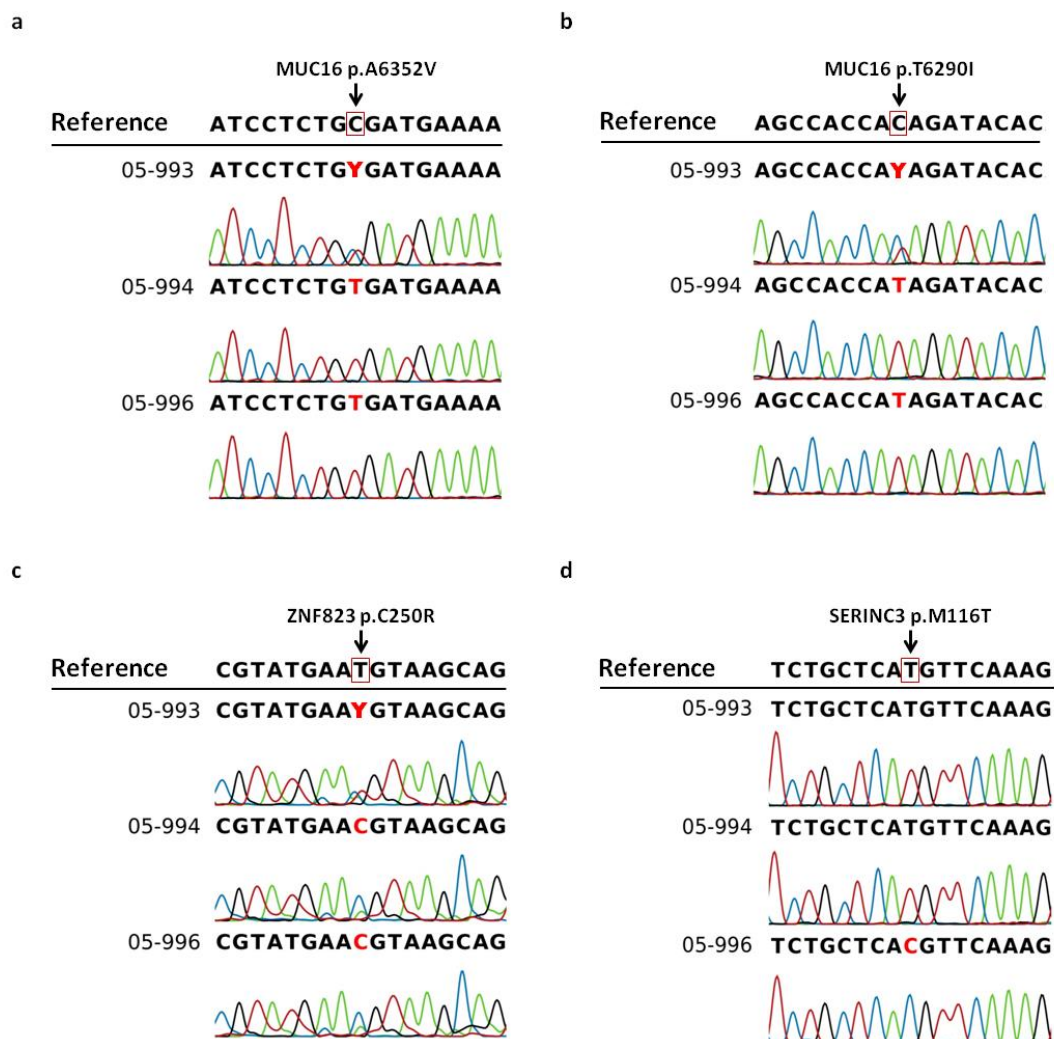 a
MUC16 p.A6352V
Reference ATCCTCTGCGATGAAAA
05-993 ATCCTCTGYGATGAAAA
05-994 ATCCTCTGTGATGAAAA
05-996 ATCCTCTGTGATGAAAA
b
MUC16 p.T6290I
Reference AGCCACCACAGATACAC
05-993 AGCCACCAYAGATACAC
05-994 AGCCACCATAGATACAC
05-996 AGCCACCATAGATACAC
c
ZNF823 p.C250R
Reference CGTATGAATGTAAGCAG
05-993 CGTATGAAYGTAAGCAG
05-994 CGTATGAACGTAAGCAG
05-996 CGTATGAACGTAAGCAG
d
SERINC3 p.M116T
Reference TCTGCTCATGTTCAAAG
05-993 TCTGCTCATGTTCAAAG
05-994 TCTGCTCATGTTCAAAG
05-996 TCTGCTCACGTTCAAAG